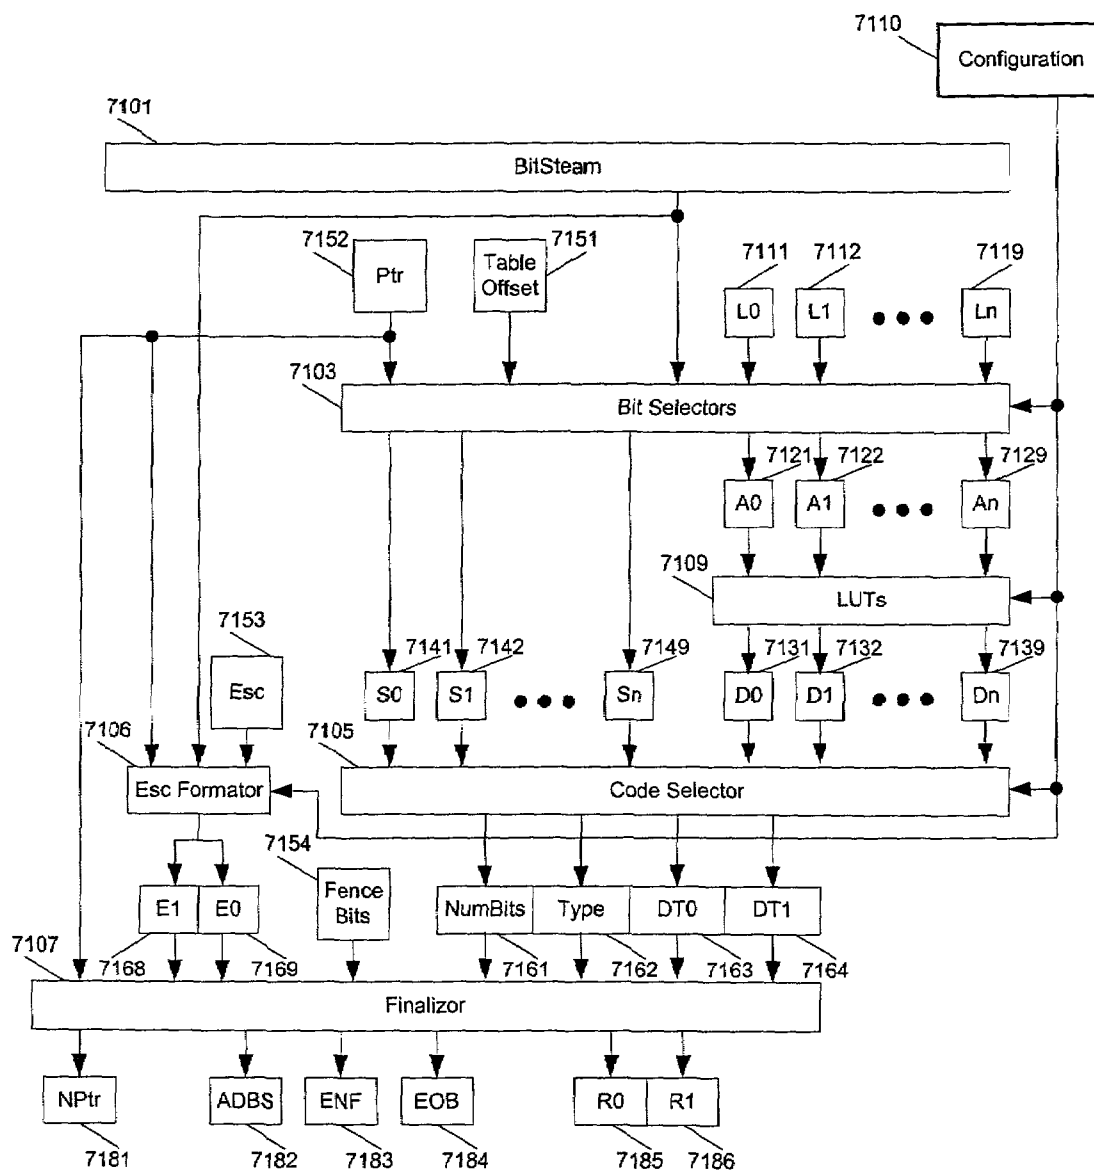 7110
Configuration
7101
BitSteam
7152
Ptr
7151
Table
Offset
7111
7112
7119
L0
L1
Ln
7103
Bit Selectors
7121
7122
7129
A0
A1
An
7109
LUTs
7153
Esc
7141
7142
7149
7131
7132
7139
S0
S1
Sn
D0
D1
Dn
7106
7105
Esc Formator
Code Selector
7154
Fence
Bits
E1
E0
NumBits
Type
DT0
DT1
7107
7168
7169
7161
7162
7163
7164
Finalizor
NPtr
ADBS
ENF
EOB
R0
R1
7181
7182
7183
7184
7185
7186